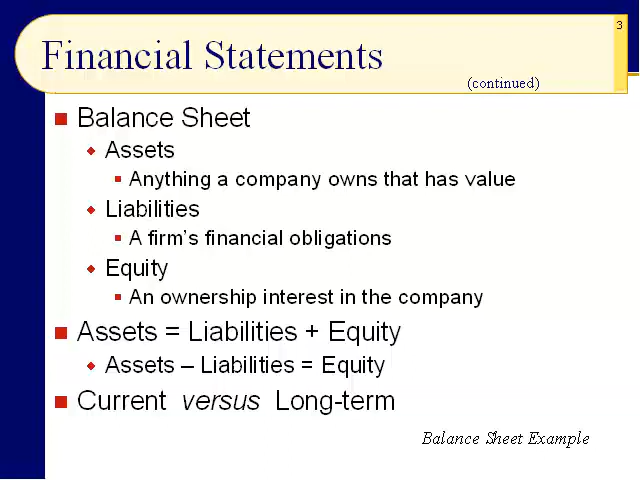 3
Financial Statements
(continued)
Balance Sheet
Assets
Anything a company owns that has value
Liabilities
A firm's financial obligations
Equity
An ownership interest in the company
Assets = Liabilities + Equity
Assets – Liabilities = Equity
Current versus Long-term
Balance Sheet Example